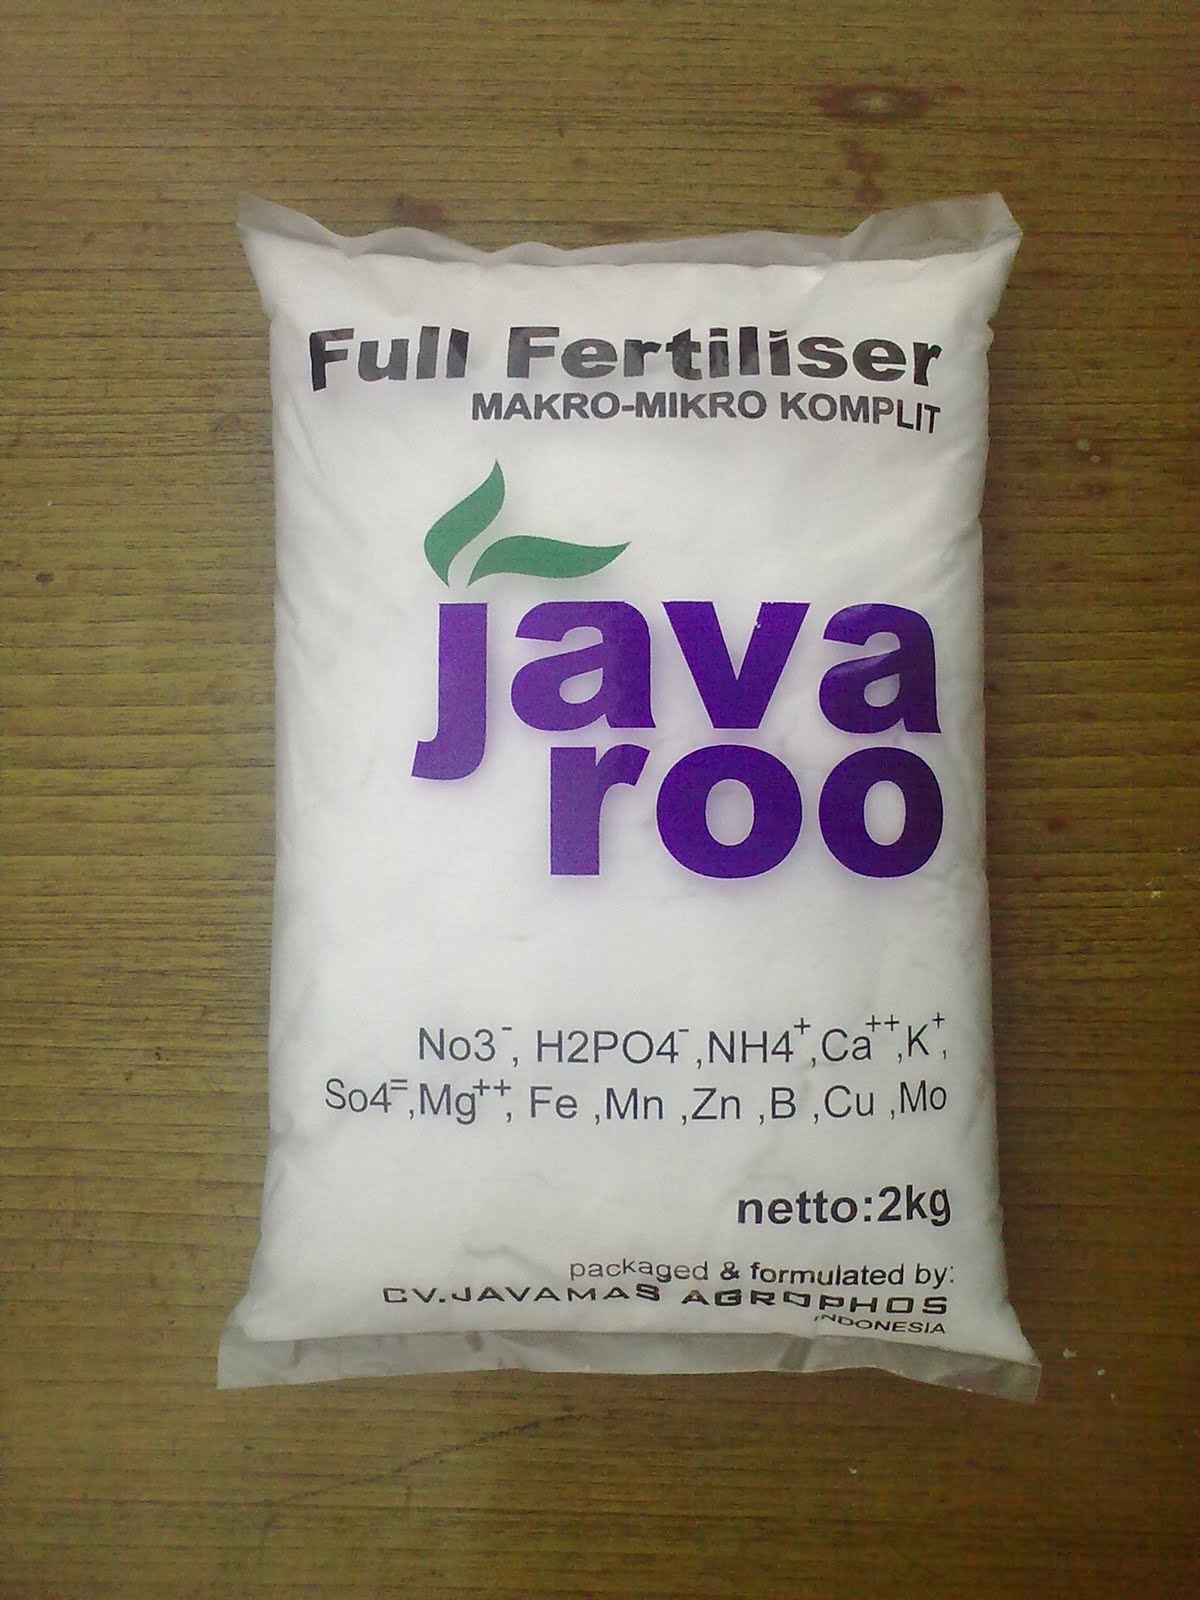 Full Fertiliser
MAKRO-MIKRO KOMPLIT
java
roo
No3⁻, H2PO4⁻ ,NH4⁺,Ca⁺⁺,K⁺,
So4⁼,Mg⁺⁺, Fe ,Mn ,Zn ,B ,Cu ,Mo
netto:2kg
packaged & formulated by:
CV.JAVAMAS AGROPHOS
INDONESIA